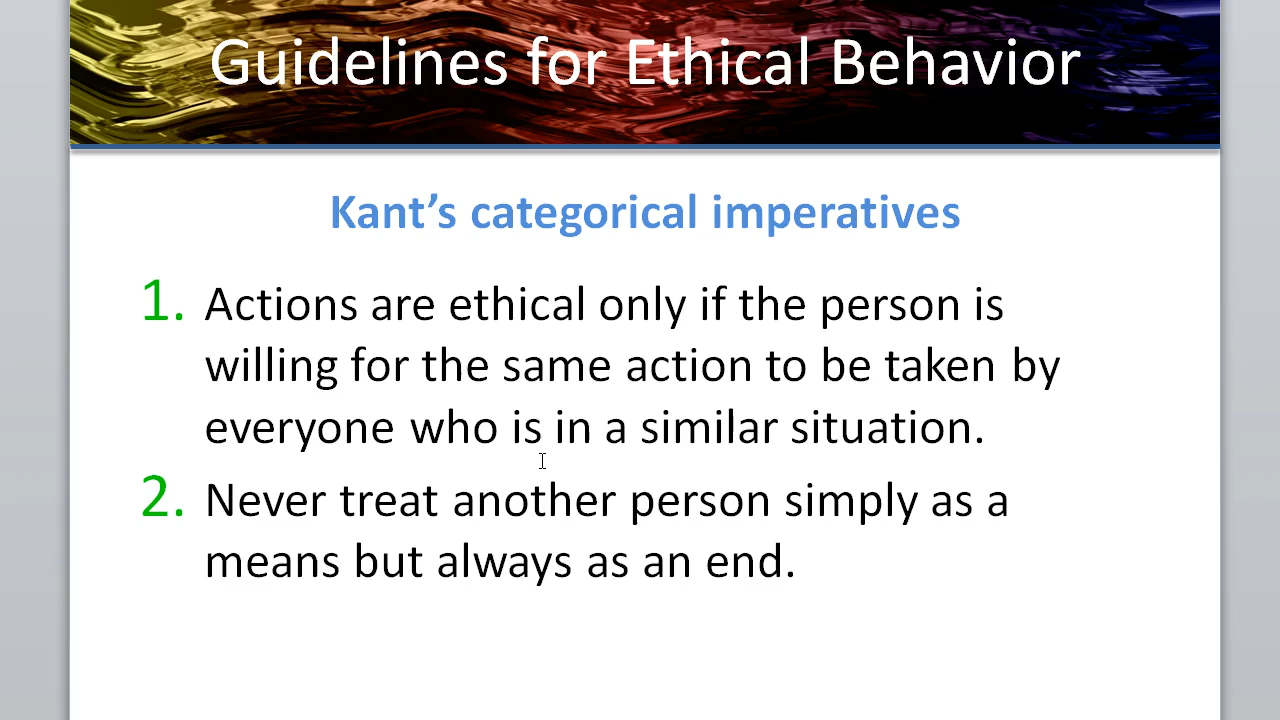 Guidelines for Ethical Behavior
Kant’s categorical imperatives
1. Actions are ethical only if the person is
willing for the same action to be taken by
everyone who is in a similar situation.
2. Never treat another person simply as a
means but always as an end.